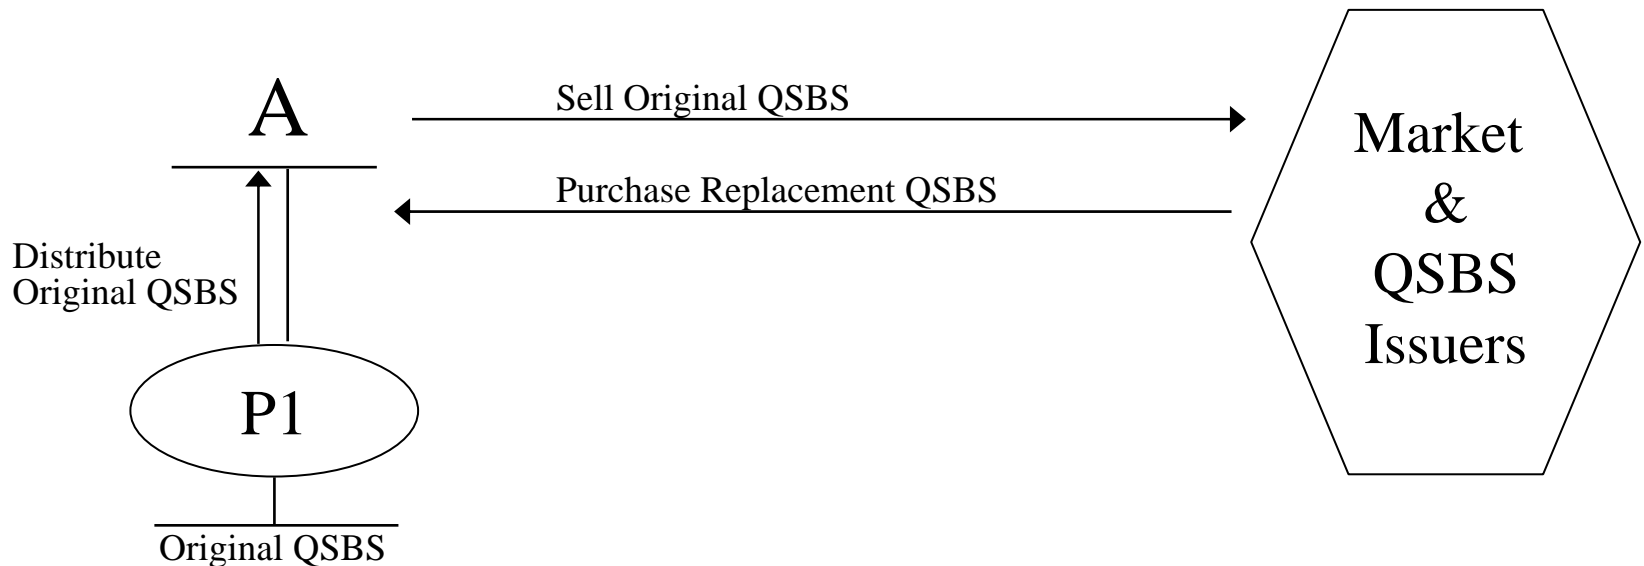 A
Sell Original QSBS
Purchase Replacement QSBS
Market
&
QSBS
Issuers
Distribute
Original QSBS
P1
Original QSBS